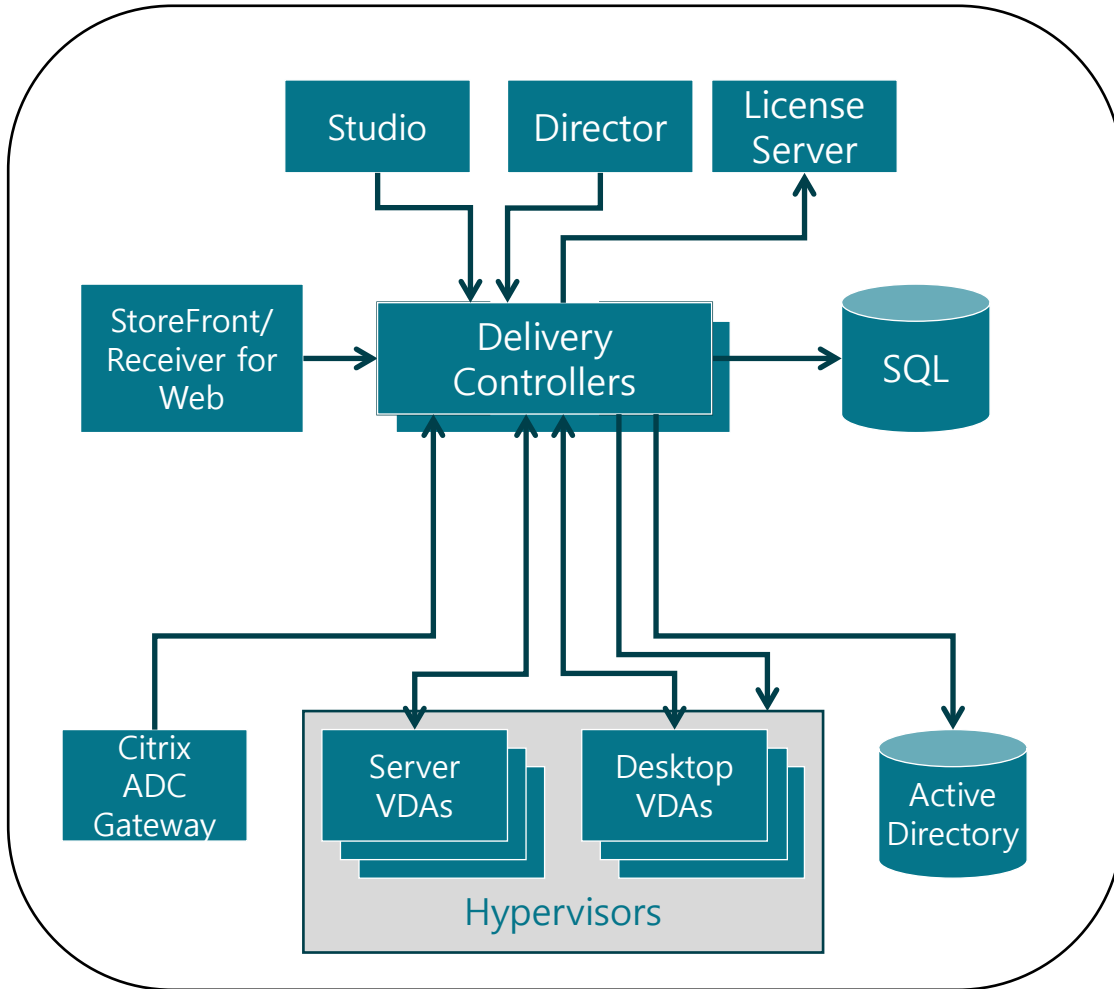 Studio
Director
License
Server
StoreFront/
Receiver for
Web
Delivery
Controllers
SQL
Citrix
ADC
Gateway
Server
VDAs
Desktop
VDAs
Active
Directory
Hypervisors